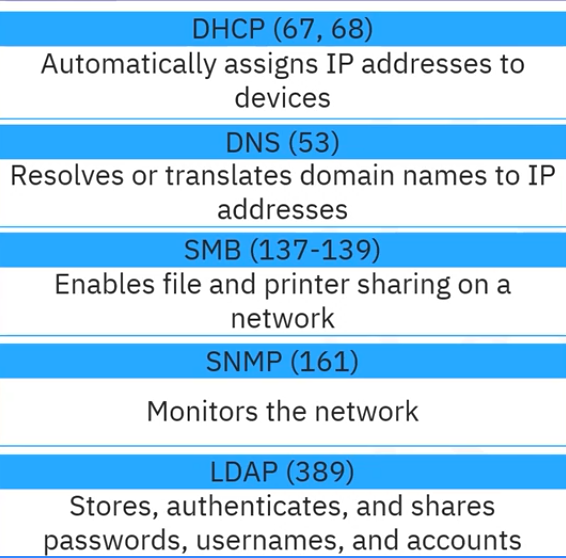 DHCP (67, 68)
Automatically assigns IP addresses to
devices
DNS (53)
Resolves or translates domain names to IP
addresses
SMB (137-139)
Enables file and printer sharing on a
network
SNMP (161)
Monitors the network
LDAP (389)
Stores, authenticates, and shares
passwords, usernames, and accounts